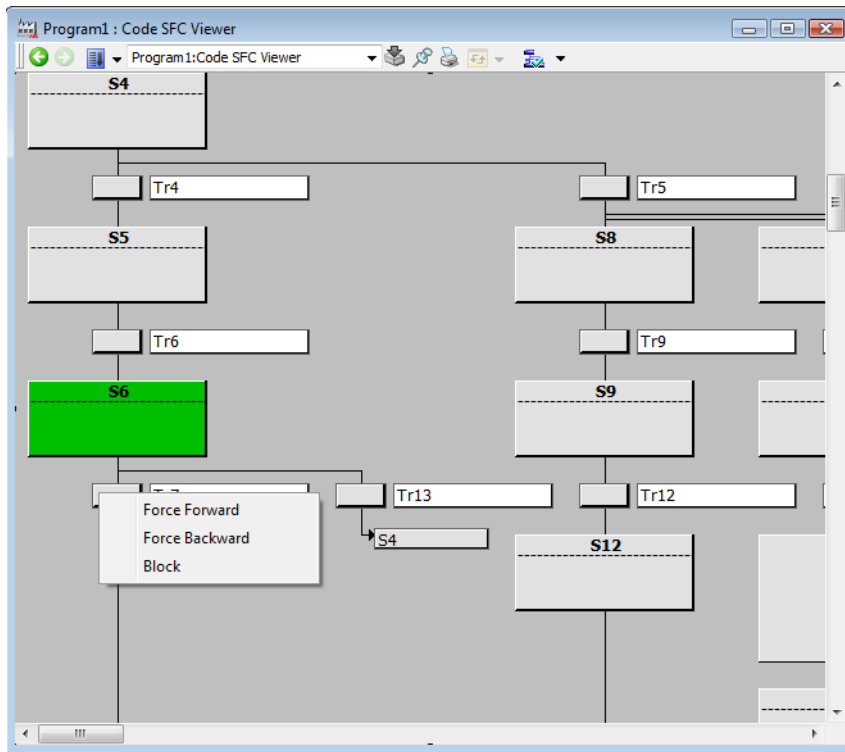 Program1 : Code SFC Viewer
Program1:Code SFC Viewer
S4
Tr4
Tr5
S5
S8
Tr6
Tr9
S6
S9
Tr13
Tr12
Force Forward
Force Backward
Block
S4
S12